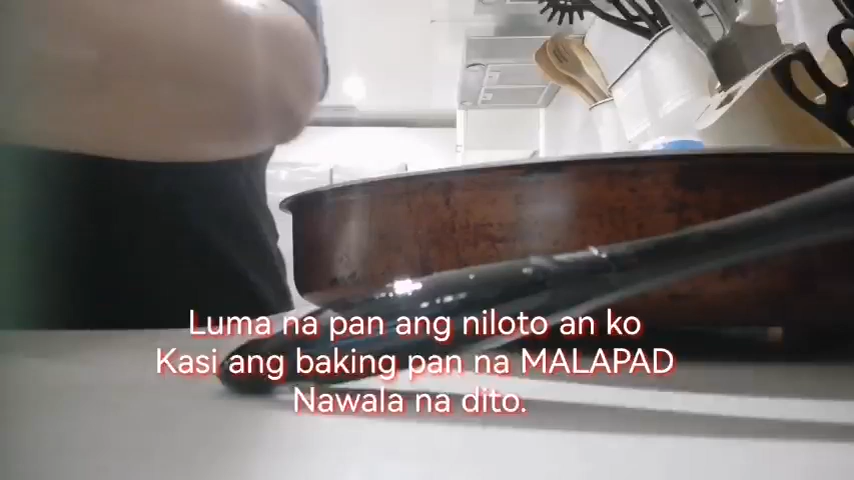 Luma na pan ang niloto an ko
Kasi ang baking pan na MALAPAD
Nawala na dito.